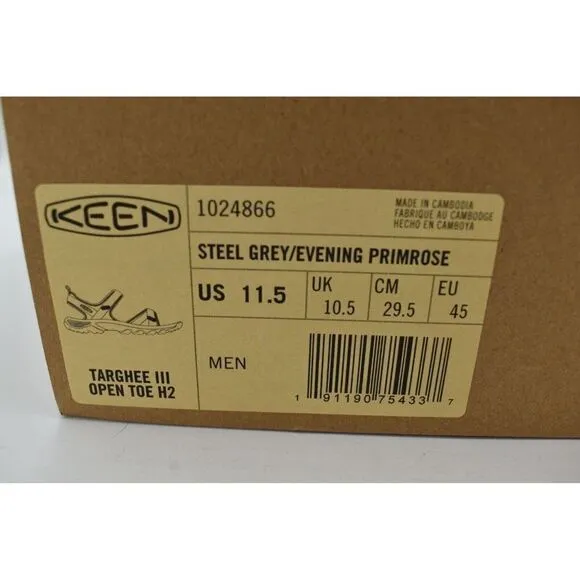 KEEN
1024866
MADE IN CAMBODIA
FABRIQUE AU CAMBODGE
HECHO EN CAMBOYA
STEEL GREY/EVENING PRIMROSE
US 11.5
UK 10.5
CM 29.5
EU 45
TARGHEE III
OPEN TOE H2
MEN
1 91190 75433 7